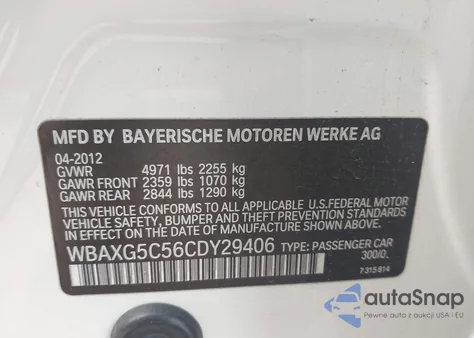 MFD BY BAYERISCHE MOTOREN WERKE AG
04-2012
GVWR 4971 lbs 2255 kg
GAWR FRONT 2359 lbs 1070 kg
GAWR REAR 2844 lbs 1290 kg
THIS VEHICLE CONFORMS TO ALL APPLICABLE U.S.FEDERAL MOTOR
VEHICLE SAFETY, BUMPER AND THEFT PREVENTION STANDARDS IN
EFFECT ON THE DATE OF MANUFACTURE SHOWN ABOVE.
WBAXG5C56CDY29406 TYPE: PASSENGER CAR
300/0.
7315814
autoSnap
Pewne auta z aukcji USA i EU